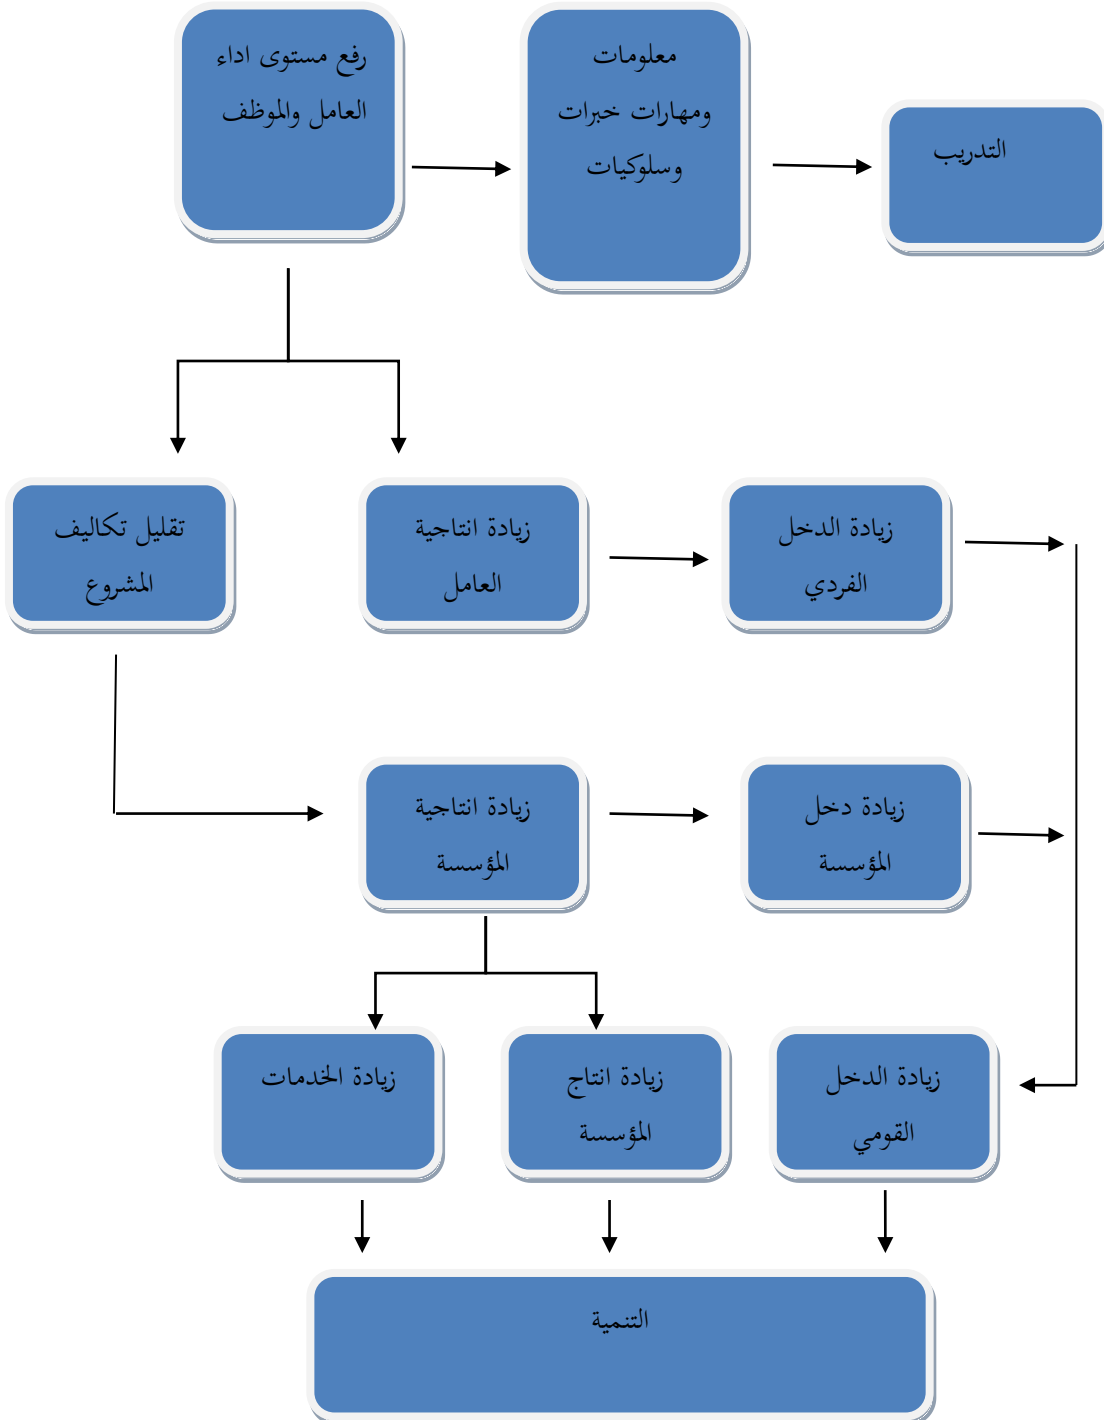 التدريب
معلومات
ومهارات خبرات
وسلوكيات
رفع مستوى اداء
العامل والموظف
زيادة الدخل
الفردي
زيادة انتاجية
العامل
تقليل تكاليف
المشروع
زيادة دخل
المؤسسة
زيادة انتاجية
المؤسسة
زيادة الدخل
القومي
زيادة انتاج
المؤسسة
زيادة الخدمات
التنمية